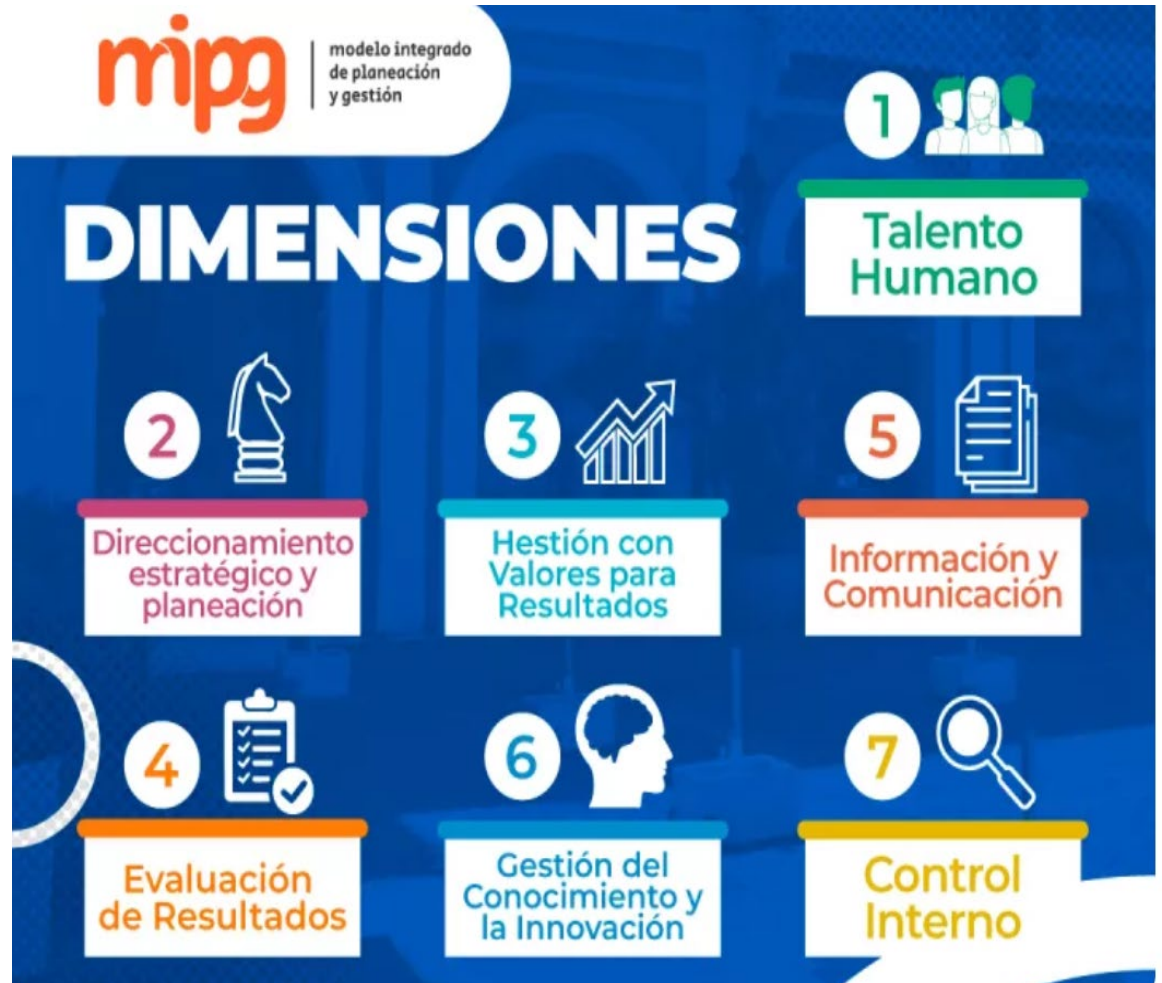 mipg
modelo integrado
de planeación
y gestión
DIMENSIONES
1
Talento
Humano
2
Direccionamiento
estratégico y
planeación
3
Hestión con
Valores para
Resultados
5
Información y
Comunicación
4
Evaluación
de Resultados
6
Gestión del
Conocimiento y
la Innovación
7
Control
Interno